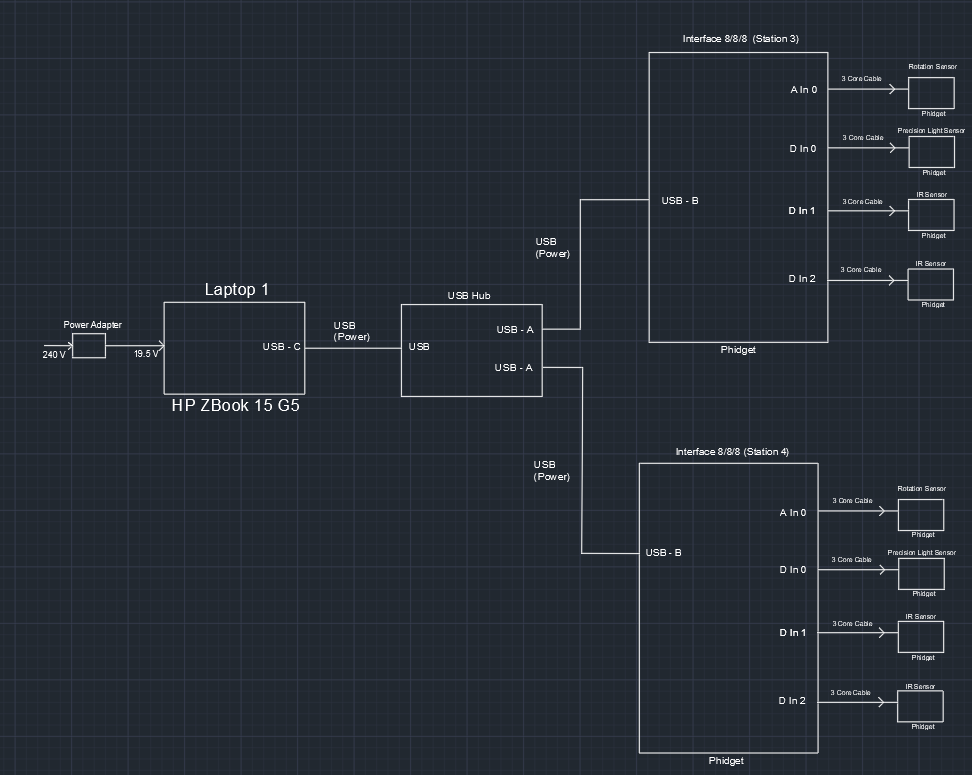 Interface 8/8/8 (Station 3)
A In 0
3 Core Cable
Rotation Sensor
Phidget
D In 0
3 Core Cable
Precision Light Sensor
Phidget
D In 1
3 Core Cable
IR Sensor
Phidget
D In 2
3 Core Cable
IR Sensor
Phidget
USB - B
Phidget
USB
(Power)
Laptop 1
Power Adapter
240 V
19.5 V
USB - C
HP ZBook 15 G5
USB
(Power)
USB Hub
USB
USB - A
USB - A
USB
(Power)
Interface 8/8/8 (Station 4)
A In 0
3 Core Cable
Rotation Sensor
Phidget
USB - B
D In 0
3 Core Cable
Precision Light Sensor
Phidget
D In 1
3 Core Cable
IR Sensor
Phidget
D In 2
3 Core Cable
IR Sensor
Phidget
Phidget